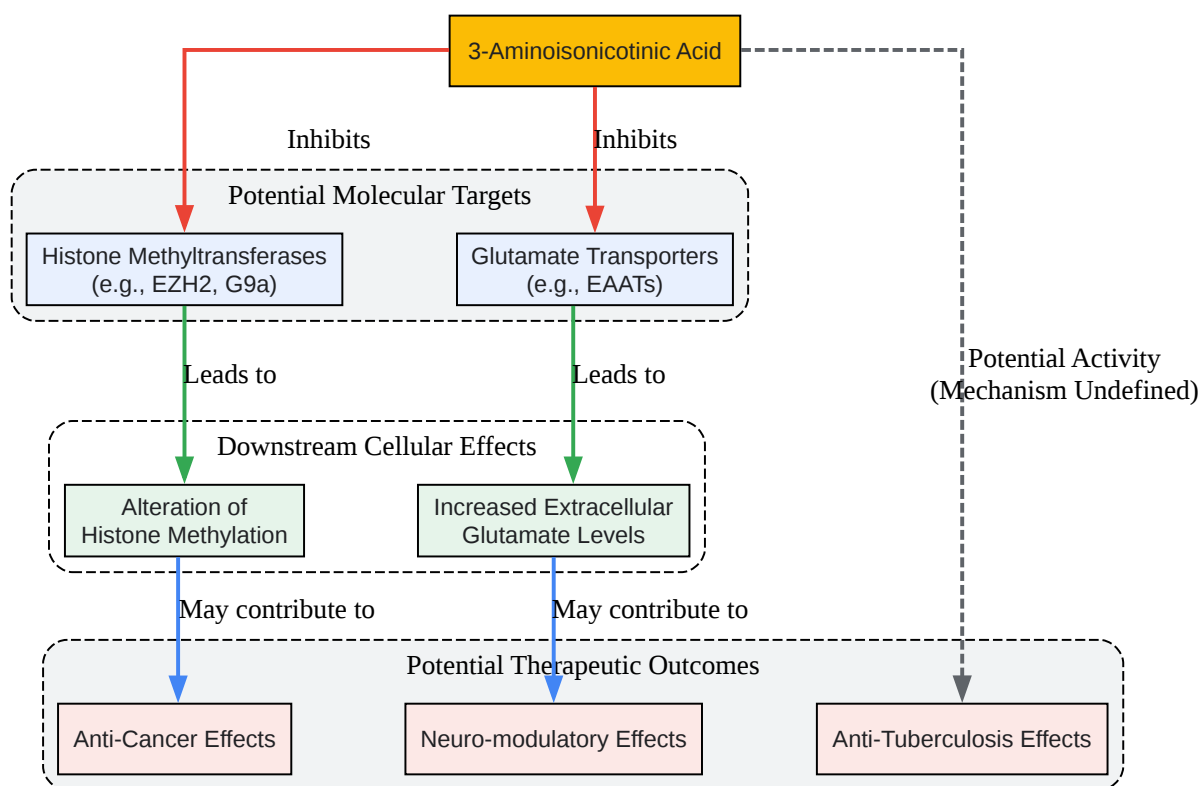 3-Aminoisonicotinic Acid
Inhibits
Inhibits
Potential Molecular Targets
Histone Methyltransferases
(e.g., EZH2, G9a)
Glutamate Transporters
(e.g., EAATs)
Leads to
Leads to
Potential Activity
(Mechanism Undefined)
Downstream Cellular Effects
Alteration of
Histone Methylation
Increased Extracellular
Glutamate Levels
May contribute to
May contribute to
Potential Therapeutic Outcomes
Anti-Cancer Effects
Neuro-modulatory Effects
Anti-Tuberculosis Effects